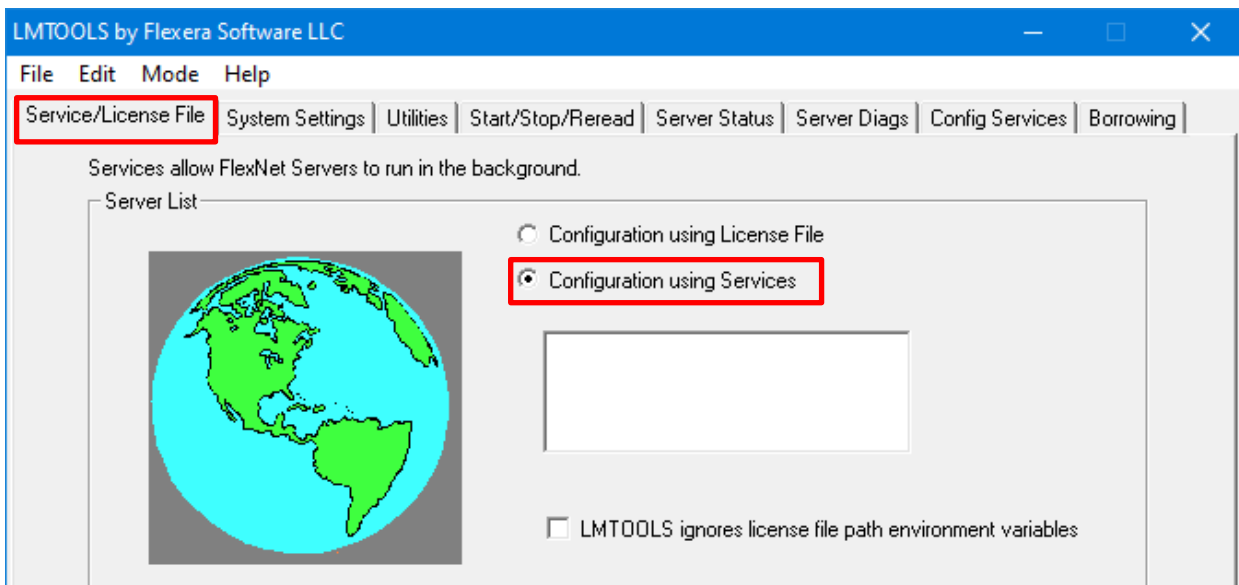 LMTOOLS by Flexera Software LLC
File Edit Mode Help
Service/License File System Settings Utilities Start/Stop/Reread Server Status Server Diags Config Services Borrowing
Services allow FlexNet Servers to run in the background.
Server List
Configuration using License File
Configuration using Services
LMTOOLS ignores license file path environment variables